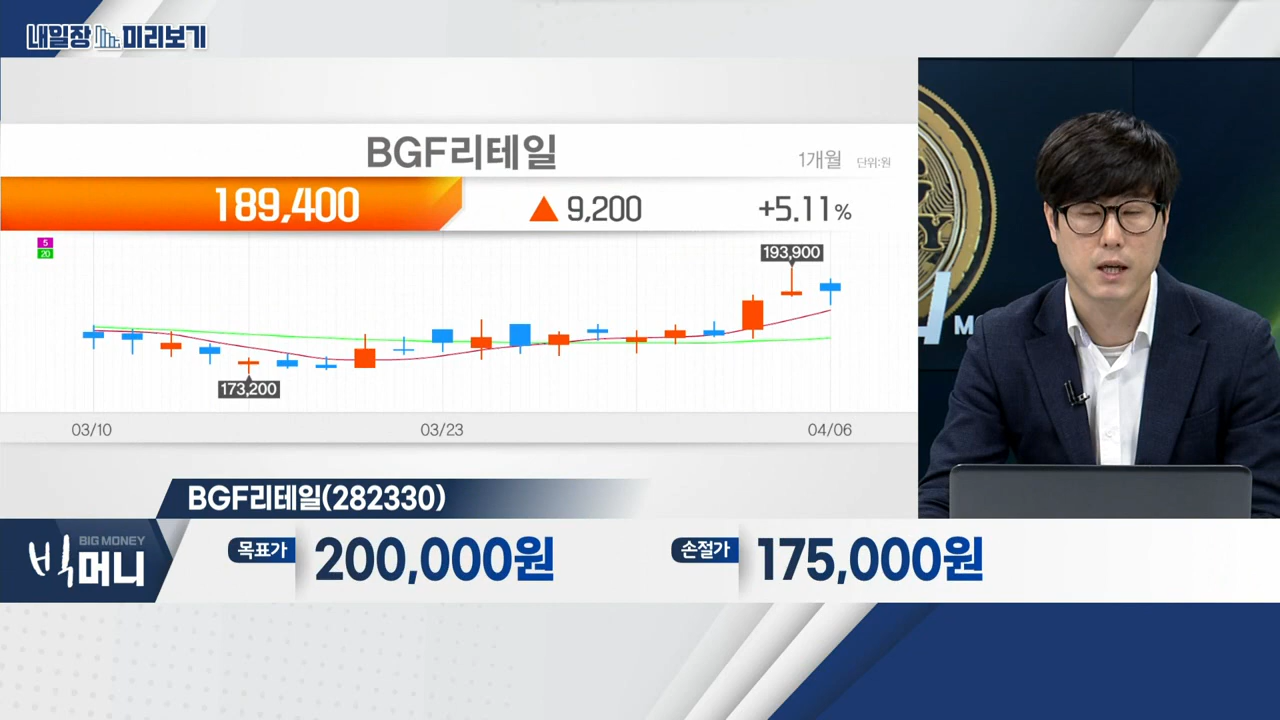 내일장 미리보기
BGF리테일
1개월 단위:원
189,400 ▲ 9,200 +5.11%
5
20
193,900
173,200
03/10 03/23 04/06
M
BGF리테일(282330)
BIG MONEY
빅머니
목표가 200,000원 손절가 175,000원